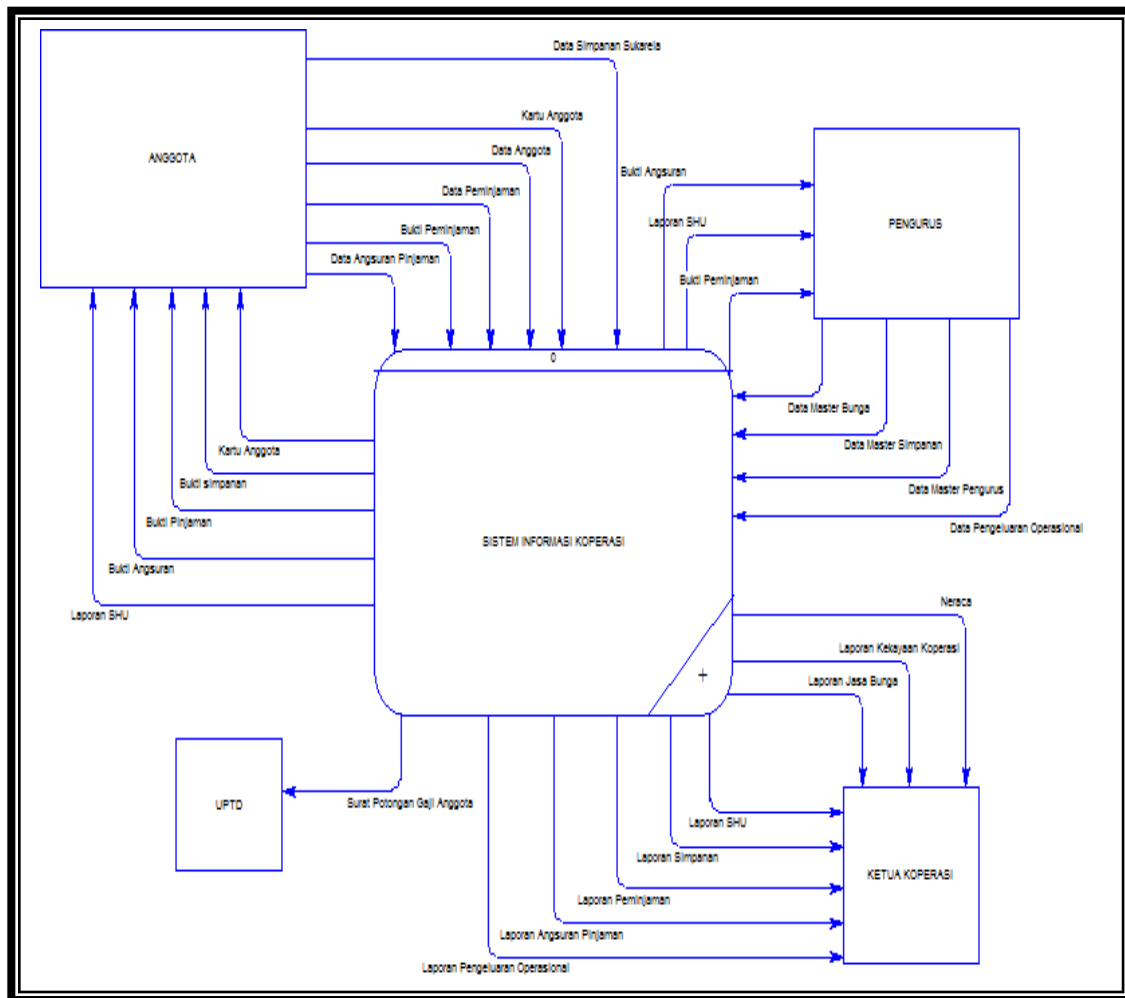 Data Simpanan Sukarela
Kartu Anggota
Data Anggota
ANGGOTA
Data Peminjaman
Bukti Peminjaman
Data Angsuran Pinjaman
Bukti Angsuran
Laporan SHU
PENGURUS
Bukti Peminjaman
0
Data Master Bunga
Data Master Simpanan
Data Master Pengurus
Data Pengeluaran Operasional
Kartu Anggota
Bukti simpanan
Bukti Pinjaman
Bukti Angsuran
Laporan SHU
SISTEM INFORMASI KOPERASI
+
Neraca
Laporan Kekayaan Koperasi
Laporan Jasa Bunga
UPTD
Surat Potongan Gaji Anggota
Laporan SHU
Laporan Simpanan
Laporan Peminjaman
Laporan Angsuran Pinjaman
Laporan Pengeluaran Operasional
KETUA KOPERASI